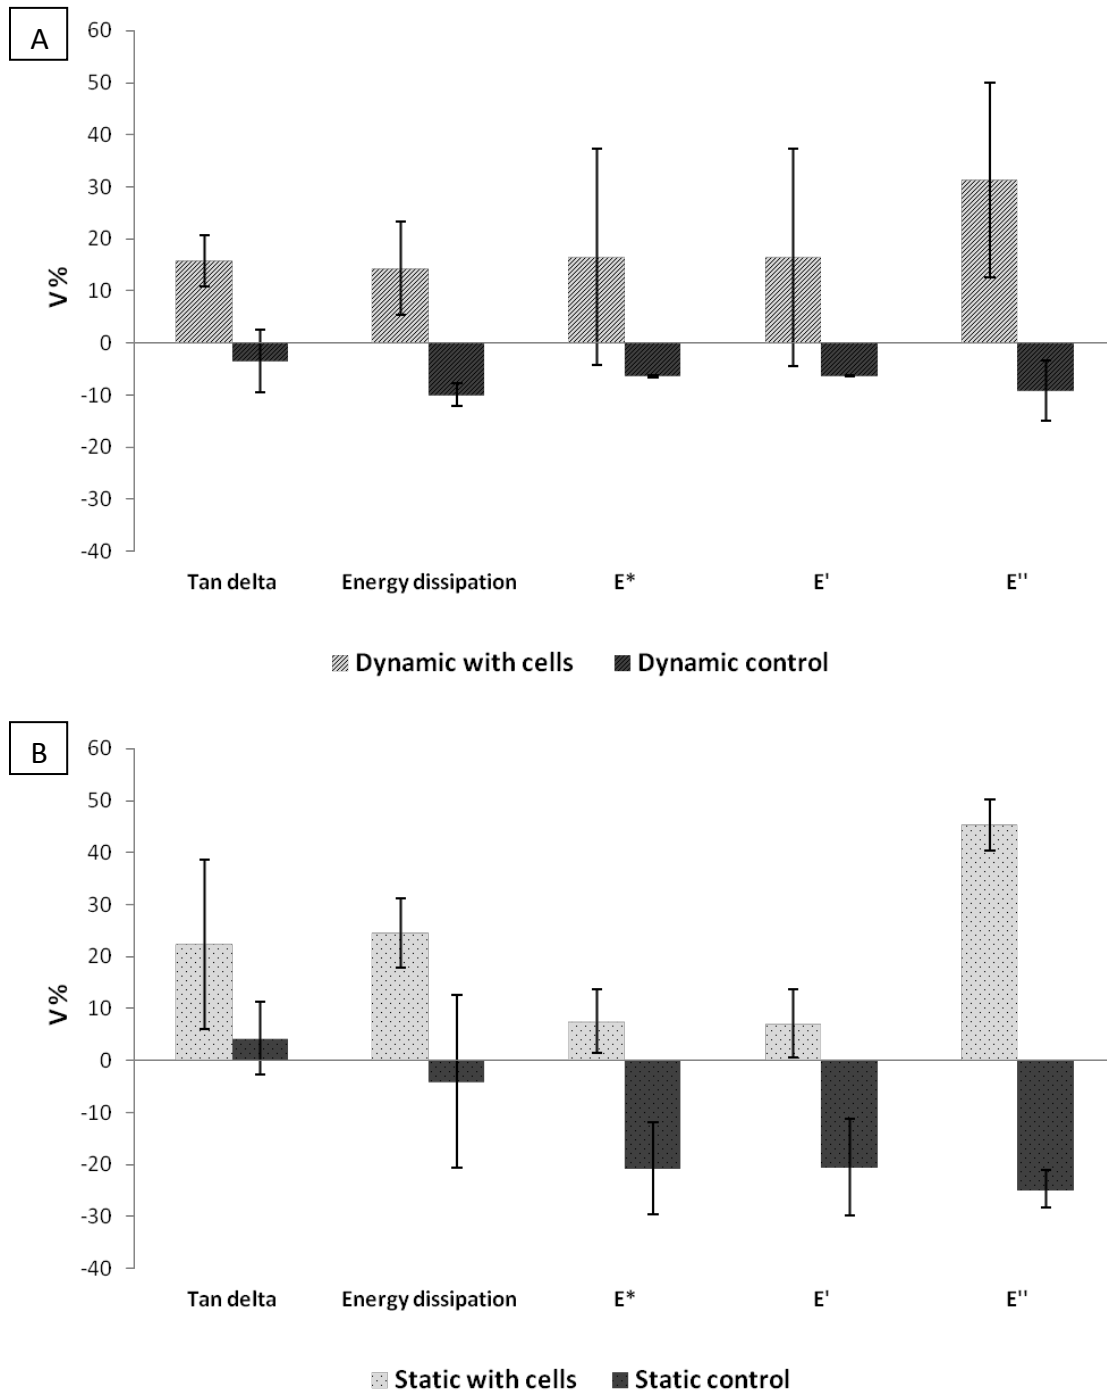 A
60
50
40
30
20
10
0
-10
-20
-30
-40
V%
Tan delta Energy dissipation E* E' E''
Dynamic with cells Dynamic control
B
60
50
40
30
20
10
0
-10
-20
-30
-40
V%
Tan delta Energy dissipation E* E' E''
Static with cells Static control